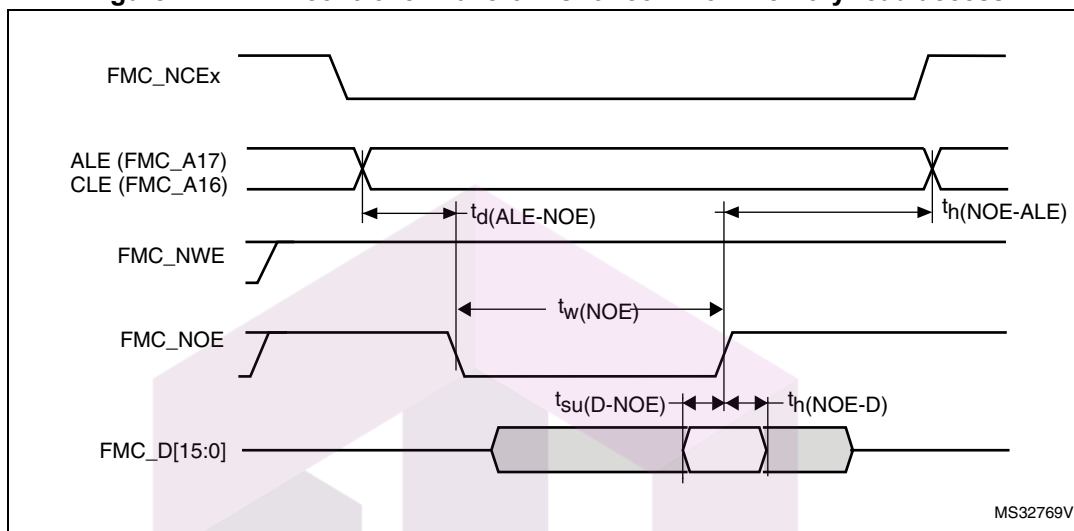 FMC_NCEx
ALE (FMC_A17)
CLE (FMC_A16)
td(ALE-NOE)
th(NOE-ALE)
FMC_NWE
tw(NOE)
FMC_NOE
tsu(D-NOE)
th(NOE-D)
FMC_D[15:0]
MS32769V